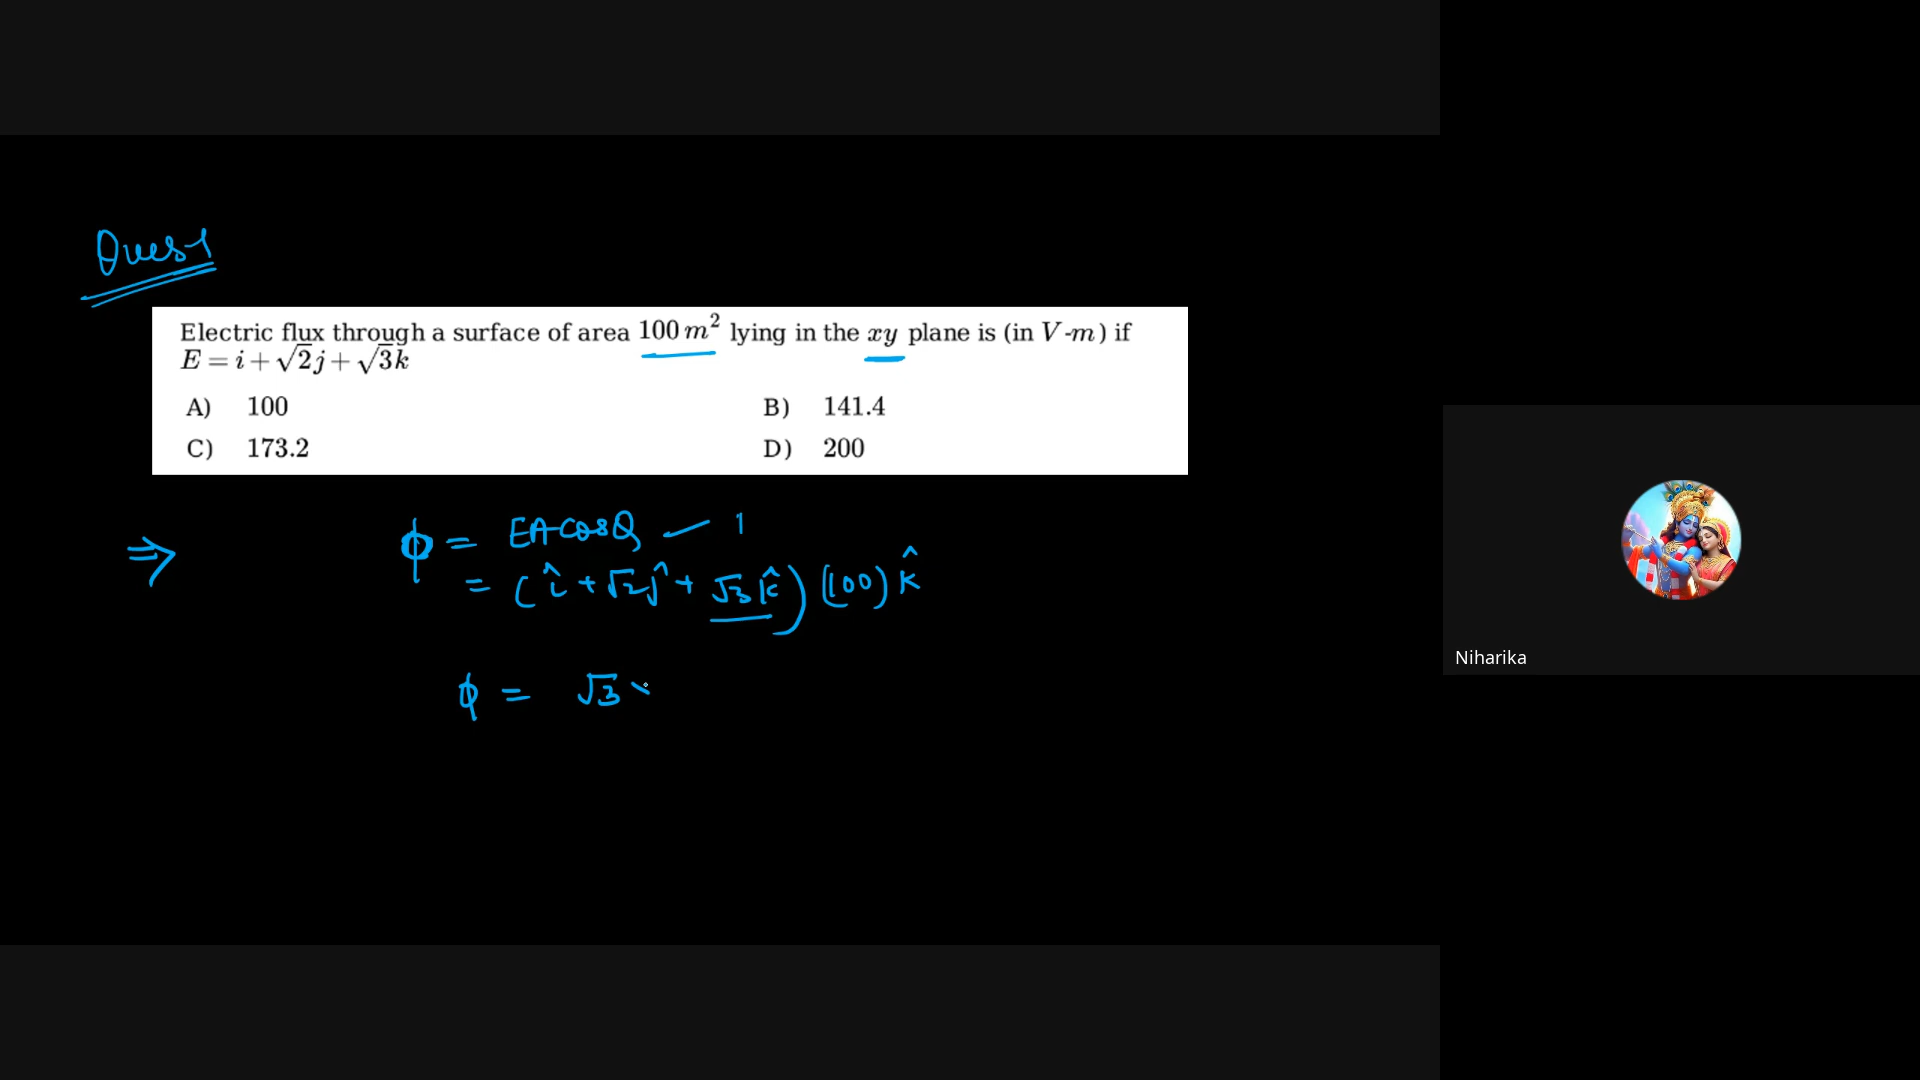 Ques-1
Electric flux through a surface of area 100 m² lying in the xy plane is (in V-m) if
E = i + √2j + √3k
A) 100 B) 141.4
C) 173.2 D) 200
⇒ ϕ = EA cosθ — 1
= (î + √2ĵ + √3k̂) (100) k̂
ϕ = √3
Niharika